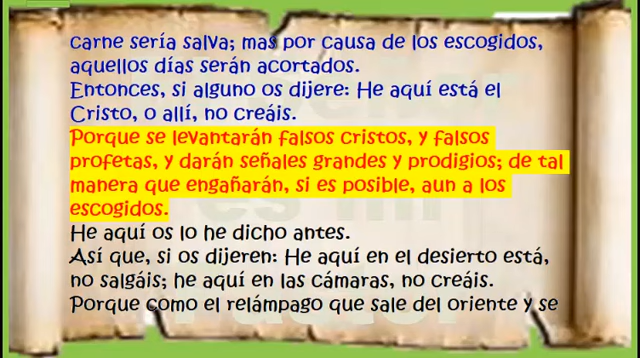 carne sería salva; mas por causa de los escogidos,
aquellos días serán acortados.
Entonces, si alguno os dijere: He aquí está el
Cristo, o allí, no creáis.
Porque se levantarán falsos cristos, y falsos
profetas, y darán señales grandes y prodigios; de tal
manera que engañarán, si es posible, aun a los
escogidos.
He aquí os lo he dicho antes.
Así que, si os dijeren: He aquí en el desierto está,
no salgáis; he aquí en las cámaras, no creáis.
Porque como el relámpago que sale del oriente y se